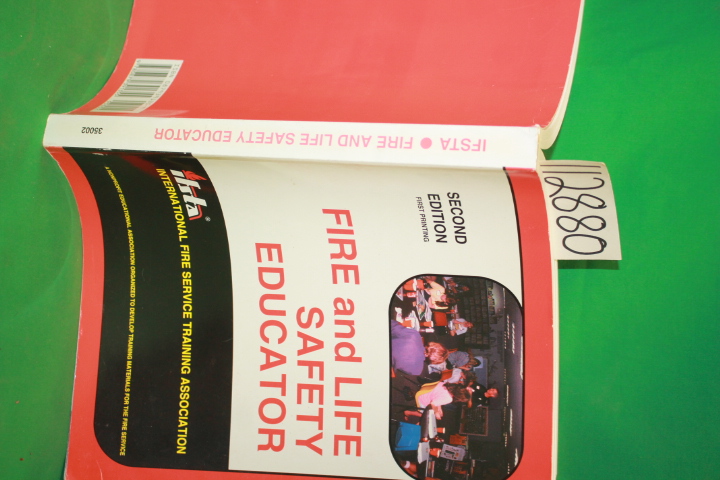 SECOND
EDITION
FIRST PRINTING
FIRE and LIFE
SAFETY
EDUCATOR
ifsta®
INTERNATIONAL FIRE SERVICE TRAINING ASSOCIATION
A NONPROFIT EDUCATIONAL ASSOCIATION ORGANIZED TO DEVELOP TRAINING MATERIALS FOR THE FIRE SERVICE
IFSTA ● FIRE AND LIFE SAFETY EDUCATOR
35002
112880